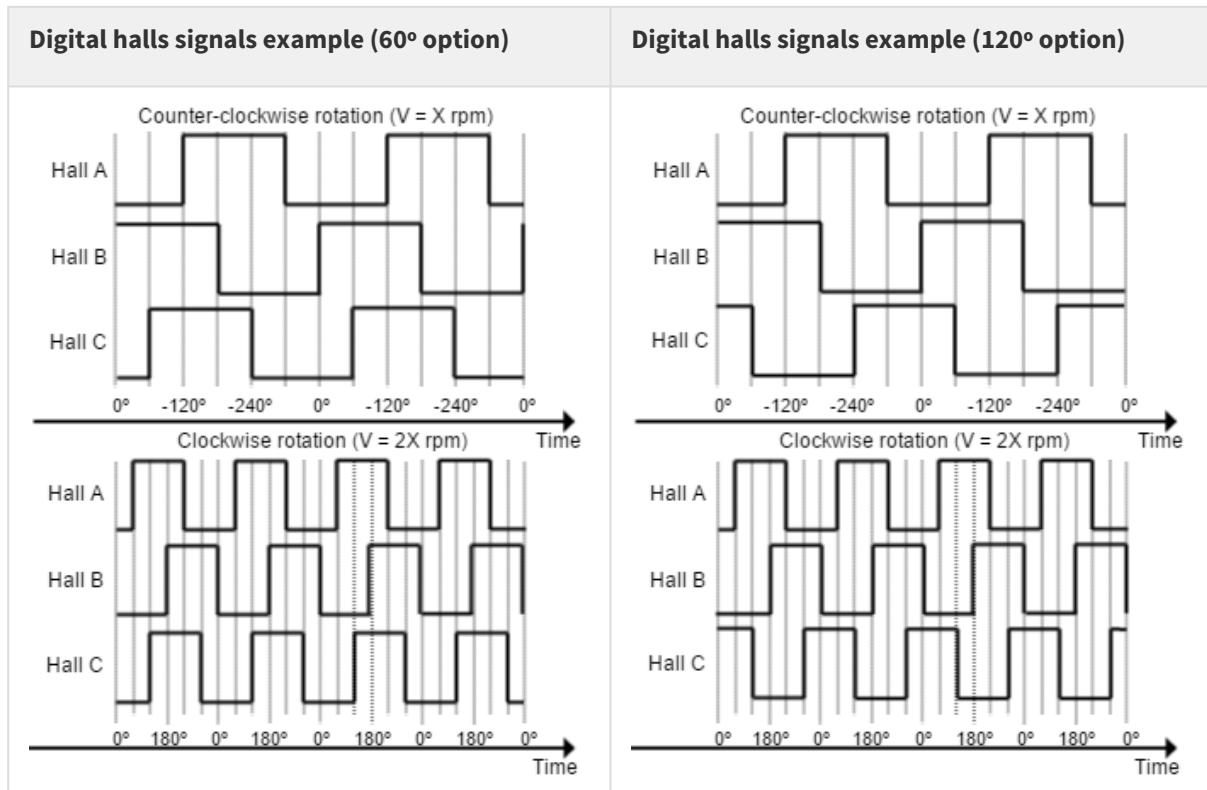 Digital halls signals example (60º option)
Counter-clockwise rotation (V = X rpm)
Hall A
Hall B
Hall C
0º -120º -240º 0º -120º -240º 0º
Time
Clockwise rotation (V = 2X rpm)
Hall A
Hall B
Hall C
0º 180º 0º 180º 0º 180º 0º 180º 0º
Time
Digital halls signals example (120º option)
Counter-clockwise rotation (V = X rpm)
Hall A
Hall B
Hall C
0º -120º -240º 0º -120º -240º 0º
Time
Clockwise rotation (V = 2X rpm)
Hall A
Hall B
Hall C
0º 180º 0º 180º 0º 180º 0º 180º 0º
Time